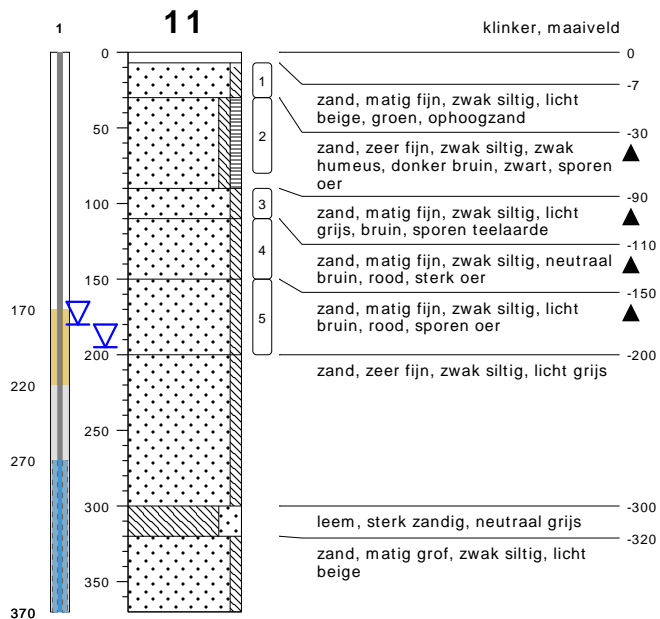 1
11
klinker, maaiveld
0
0
-7
1
zand, matig fijn, zwak siltig, licht
beige, groen, ophoogzand
-30
50
2
zand, zeer fijn, zwak siltig, zwak
humeus, donker bruin, zwart, sporen
oer
-90
100
3
zand, matig fijn, zwak siltig, licht
grijs, bruin, sporen teelaarde
-110
4
zand, matig fijn, zwak siltig, neutraal
bruin, rood, sterk oer
150
-150
170
5
zand, matig fijn, zwak siltig, licht
bruin, rood, sporen oer
200
-200
zand, zeer fijn, zwak siltig, licht grijs
220
250
270
300
-300
leem, sterk zandig, neutraal grijs
-320
zand, matig grof, zwak siltig, licht
beige
350
370